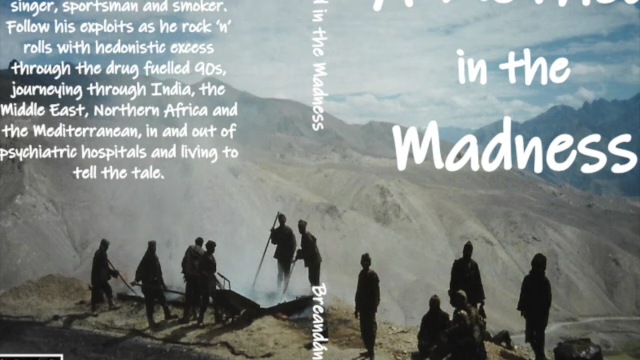 singer, sportsman and smoker.
Follow his exploits as he rock 'n'
rolls with hedonistic excess
through the drug fuelled 90s,
journeying through India, the
Middle East, Northern Africa and
the Mediterranean, in and out of
psychiatric hospitals and living to
tell the tale.
in the Madness
Breandán
in the
Madness